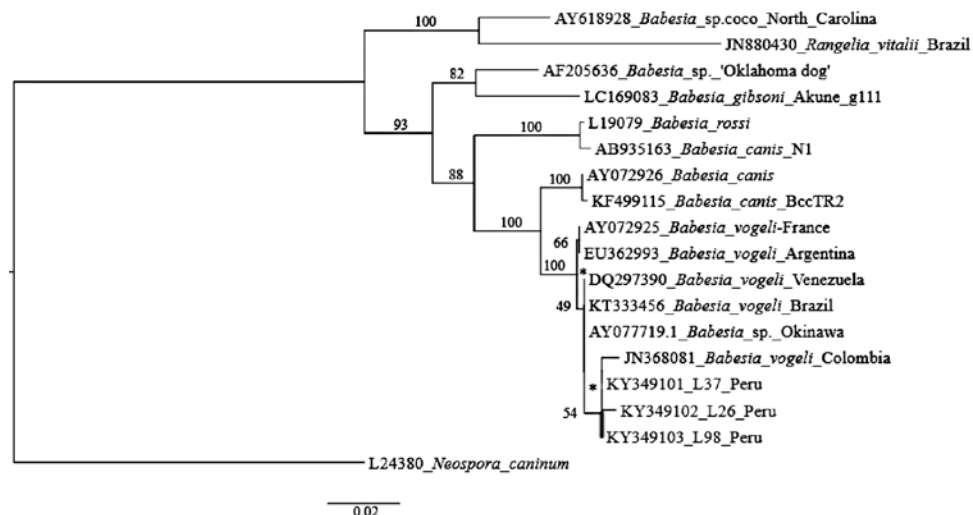 100
AY618928_Babesia_sp.coco_North_Carolina
JN880430_Rangelia_vitalii_Brazil
82
AF205636_Babesia_sp._'Oklahoma dog'
LC169083_Babesia_gibsoni_Akune_g111
93
100
L19079_Babesia_rossi
AB935163_Babesia_canis_N1
88
100
AY072926_Babesia_canis
KF499115_Babesia_canis_BccTR2
100
AY072925_Babesia_vogeli-France
66
EU362993_Babesia_vogeli_Argentina
100
*
DQ297390_Babesia_vogeli_Venezuela
49
KT333456_Babesia_vogeli_Brazil
AY077719.1_Babesia_sp._Okinawa
JN368081_Babesia_vogeli_Colombia
*
KY349101_L37_Peru
54
KY349102_L26_Peru
KY349103_L98_Peru
L24380_Neospora_caninum
0.02